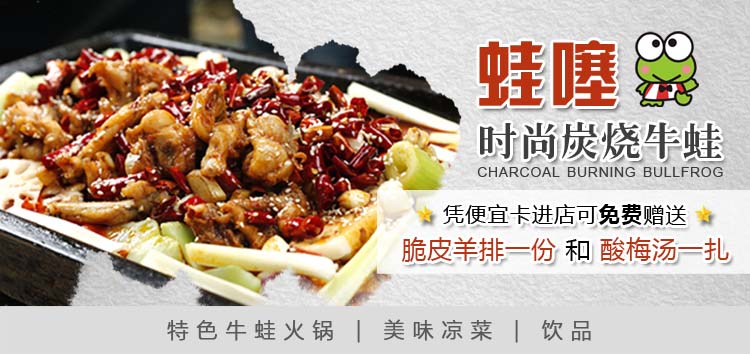 蛙噻
时尚炭烧牛蛙
CHARCOAL BURNING BULLFROG
凭便宜卡进店可免费赠送
脆皮羊排一份 和 酸梅汤一扎
特色牛蛙火锅 | 美味凉菜 | 饮品